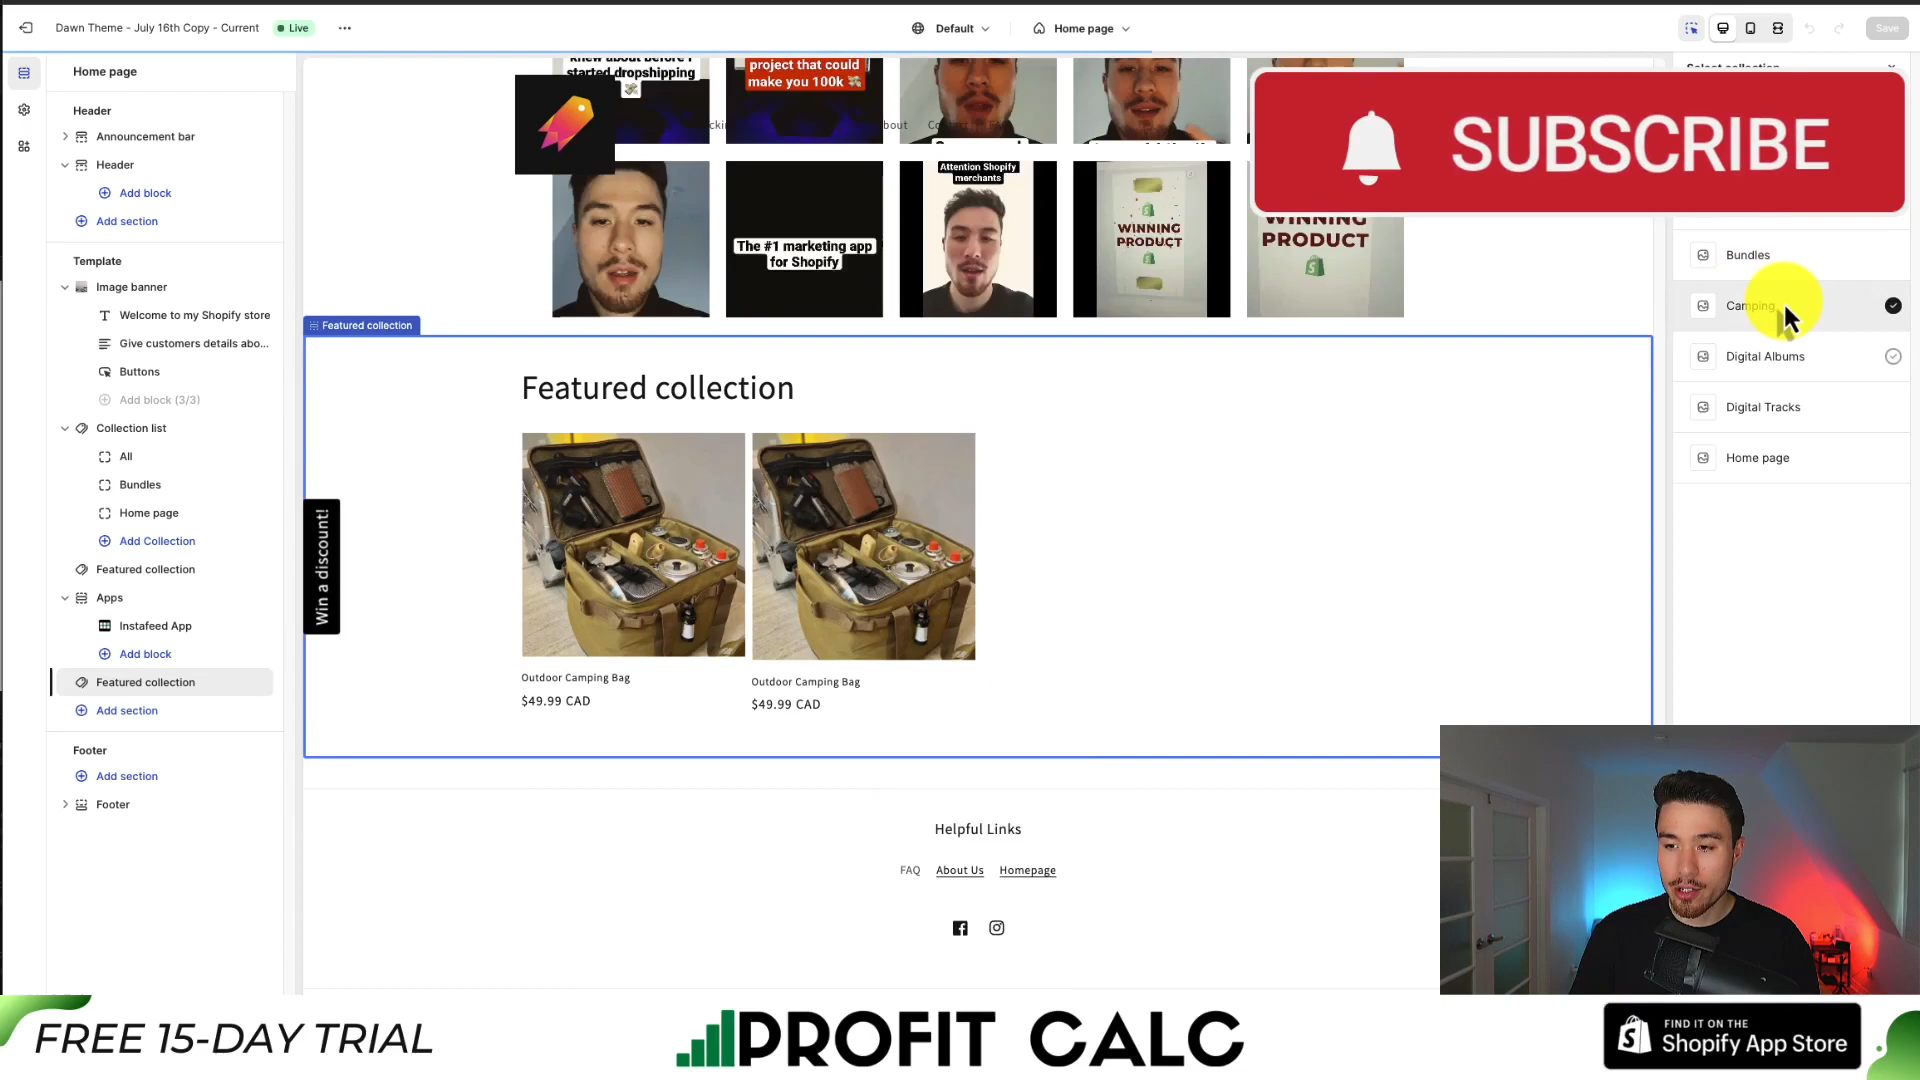 Dawn Theme - July 16th Copy - Current
Live
Default
Home page
Save
Home page
Header
Announcement bar
Header
Add block
Add section
Template
Image banner
Welcome to my Shopify store
Give customers details abo...
Buttons
Add block (3/3)
Collection list
All
Bundles
Home page
Add Collection
Featured collection
Apps
Instafeed App
Add block
Featured collection
Add section
Footer
Add section
Footer
started dropshipping
project that could
make you 100k
The #1 marketing app
for Shopify
Attention Shopify
merchants
WINNING
PRODUCT
WINNING
PRODUCT
Featured collection
Featured collection
Outdoor Camping Bag
$49.99 CAD
Outdoor Camping Bag
$49.99 CAD
Win a discount!
Helpful Links
FAQ About Us Homepage
Select collection
SUBSCRIBE
Bundles
Camping
Digital Albums
Digital Tracks
Home page
FREE 15-DAY TRIAL
PROFIT CALC
FIND IT ON THE
Shopify App Store